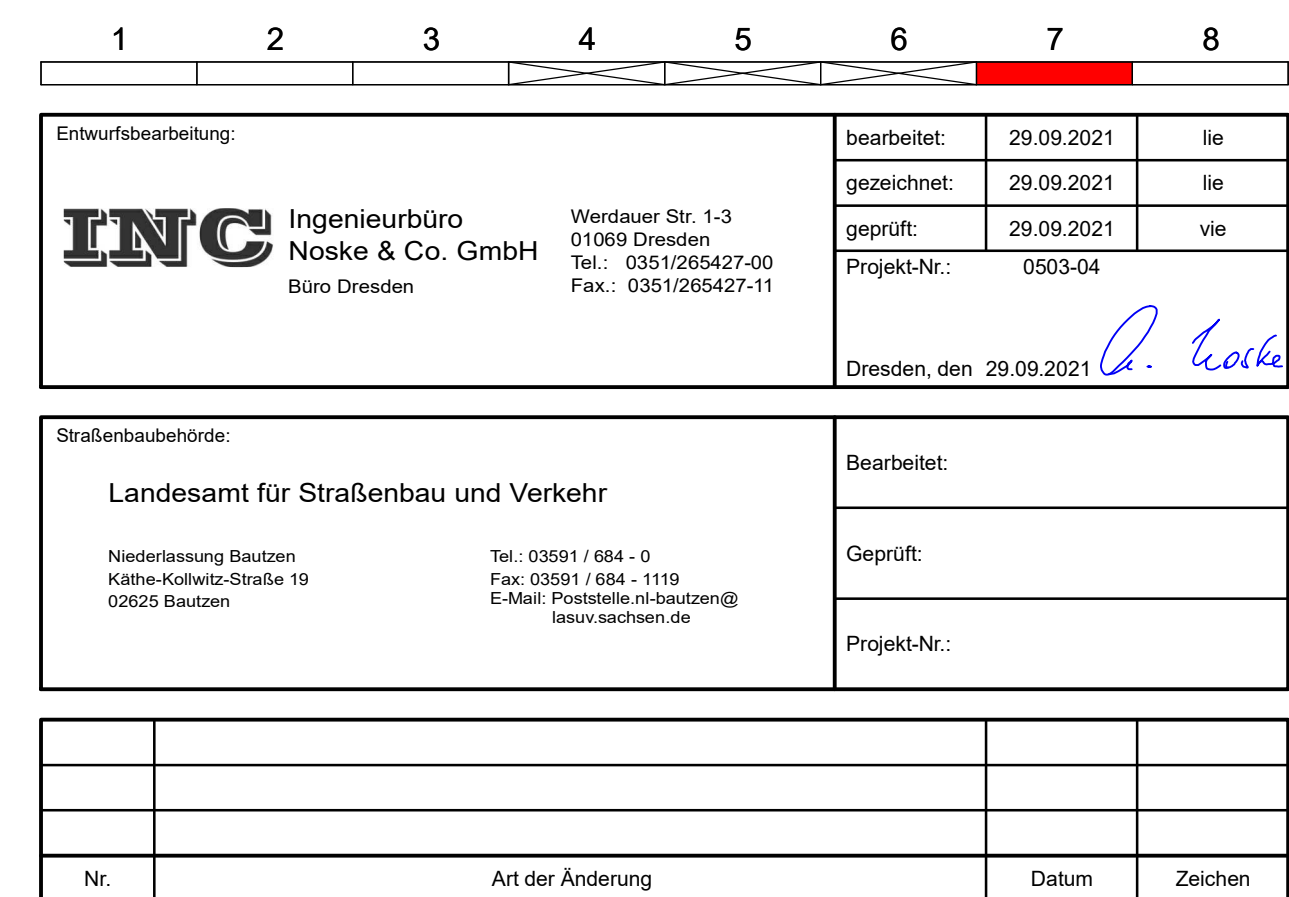 1 2 3 4 5 6 7 8
Entwurfsbearbeitung:
INC
Ingenieurbüro
Noske & Co. GmbH
Büro Dresden
Werdauer Str. 1-3
01069 Dresden
Tel.: 0351/265427-00
Fax.: 0351/265427-11
bearbeitet: 29.09.2021 lie
gezeichnet: 29.09.2021 lie
geprüft: 29.09.2021 vie
Projekt-Nr.: 0503-04
Dresden, den 29.09.2021
Noske
Straßenbaubehörde:
Landesamt für Straßenbau und Verkehr
Niederlassung Bautzen
Käthe-Kollwitz-Straße 19
02625 Bautzen
Tel.: 03591 / 684 - 0
Fax: 03591 / 684 - 1119
E-Mail: Poststelle.nl-bautzen@
lasuv.sachsen.de
Bearbeitet:
Geprüft:
Projekt-Nr.:
Nr. Art der Änderung Datum Zeichen